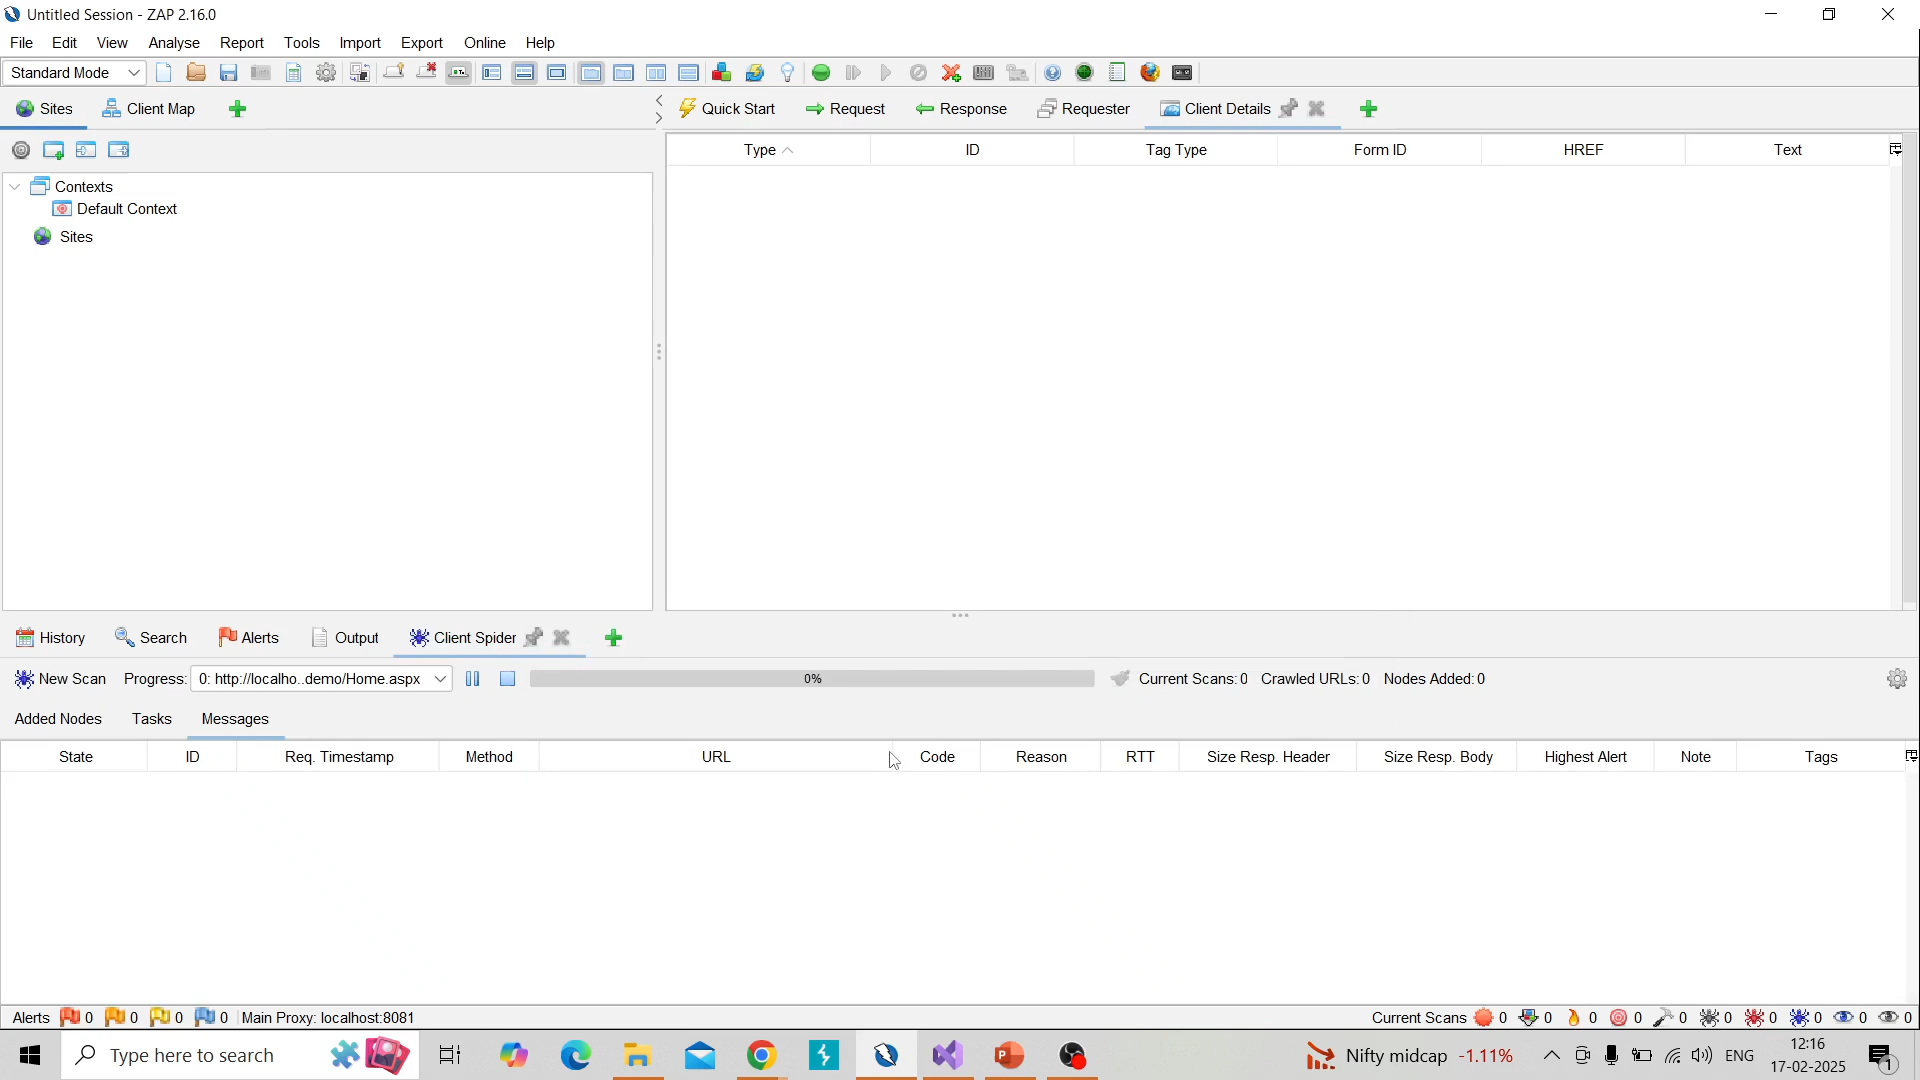 Untitled Session - ZAP 2.16.0
File Edit View Analyse Report Tools Import Export Online Help
Standard Mode
Sites Client Map
Quick Start Request Response Requester Client Details
Type ID Tag Type Form ID HREF Text
Contexts
Default Context
Sites
History Search Alerts Output Client Spider
New Scan Progress: 0: http://localho..demo/Home.aspx 0% Current Scans: 0 Crawled URLs: 0 Nodes Added: 0
Added Nodes Tasks Messages
State ID Req. Timestamp Method URL Code Reason RTT Size Resp. Header Size Resp. Body Highest Alert Note Tags
Alerts 0 0 0 0 Main Proxy: localhost:8081 Current Scans 0 0 0 0 0 0 0 0 0 0
Type here to search
Nifty midcap -1.11% ENG
12:16
17-02-2025
1